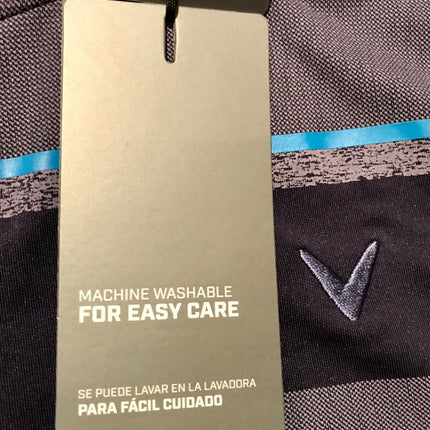 MACHINE WASHABLE
FOR EASY CARE
SE PUEDE LAVAR EN LA LAVADORA
PARA FÁCIL CUIDADO